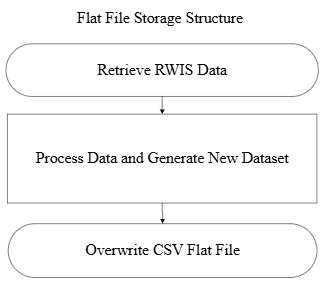 Flat File Storage Structure
Retrieve RWIS Data
Process Data and Generate New Dataset
Overwrite CSV Flat File